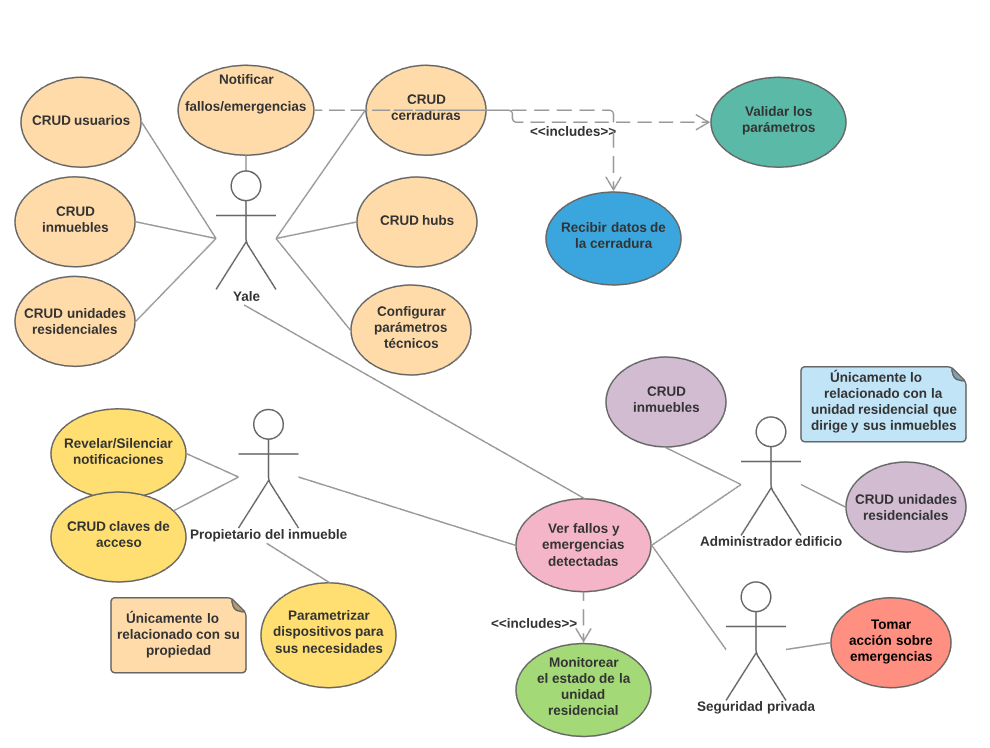 Notificar
fallos/emergencias
CRUD usuarios
CRUD
cerraduras
Validar los
parámetros
<<includes>>
CRUD
inmuebles
CRUD hubs
Recibir datos de
la cerradura
Yale
CRUD unidades
residenciales
Configurar
parámetros
técnicos
CRUD
inmuebles
Únicamente lo
relacionado con la
unidad residencial que
dirige y sus inmuebles
Revelar/Silenciar
notificaciones
CRUD claves de
acceso
Propietario del inmueble
Ver fallos y
emergencias
detectadas
Administrador edificio
CRUD unidades
residenciales
Únicamente lo
relacionado con su
propiedad
Parametrizar
dispositivos para
sus necesidades
<<includes>>
Monitorear
el estado de la
unidad
residencial
Tomar
acción sobre
emergencias
Seguridad privada